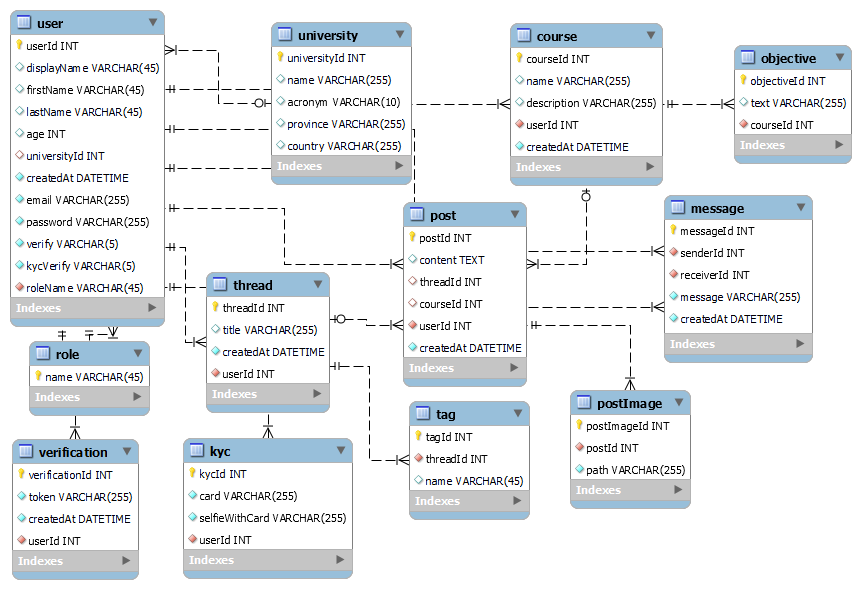 user
userId INT
displayName VARCHAR(45)
firstName VARCHAR(45)
lastName VARCHAR(45)
age INT
universityId INT
createdAt DATETIME
email VARCHAR(255)
password VARCHAR(255)
verify VARCHAR(5)
kycVerify VARCHAR(5)
roleName VARCHAR(45)
Indexes
university
universityId INT
name VARCHAR(255)
acronym VARCHAR(10)
province VARCHAR(255)
country VARCHAR(255)
Indexes
course
courseId INT
name VARCHAR(255)
description VARCHAR(255)
userId INT
createdAt DATETIME
Indexes
objective
objectiveId INT
text VARCHAR(255)
courseId INT
Indexes
post
postId INT
content TEXT
threadId INT
courseId INT
userId INT
createdAt DATETIME
Indexes
message
messageId INT
senderId INT
receiverId INT
message VARCHAR(255)
createdAt DATETIME
Indexes
thread
threadId INT
title VARCHAR(255)
createdAt DATETIME
userId INT
Indexes
role
name VARCHAR(45)
Indexes
verification
verificationId INT
token VARCHAR(255)
createdAt DATETIME
userId INT
Indexes
kyc
kycId INT
card VARCHAR(255)
selfieWithCard VARCHAR(255)
userId INT
Indexes
tag
tagId INT
threadId INT
name VARCHAR(45)
Indexes
postImage
postImageId INT
postId INT
path VARCHAR(255)
Indexes